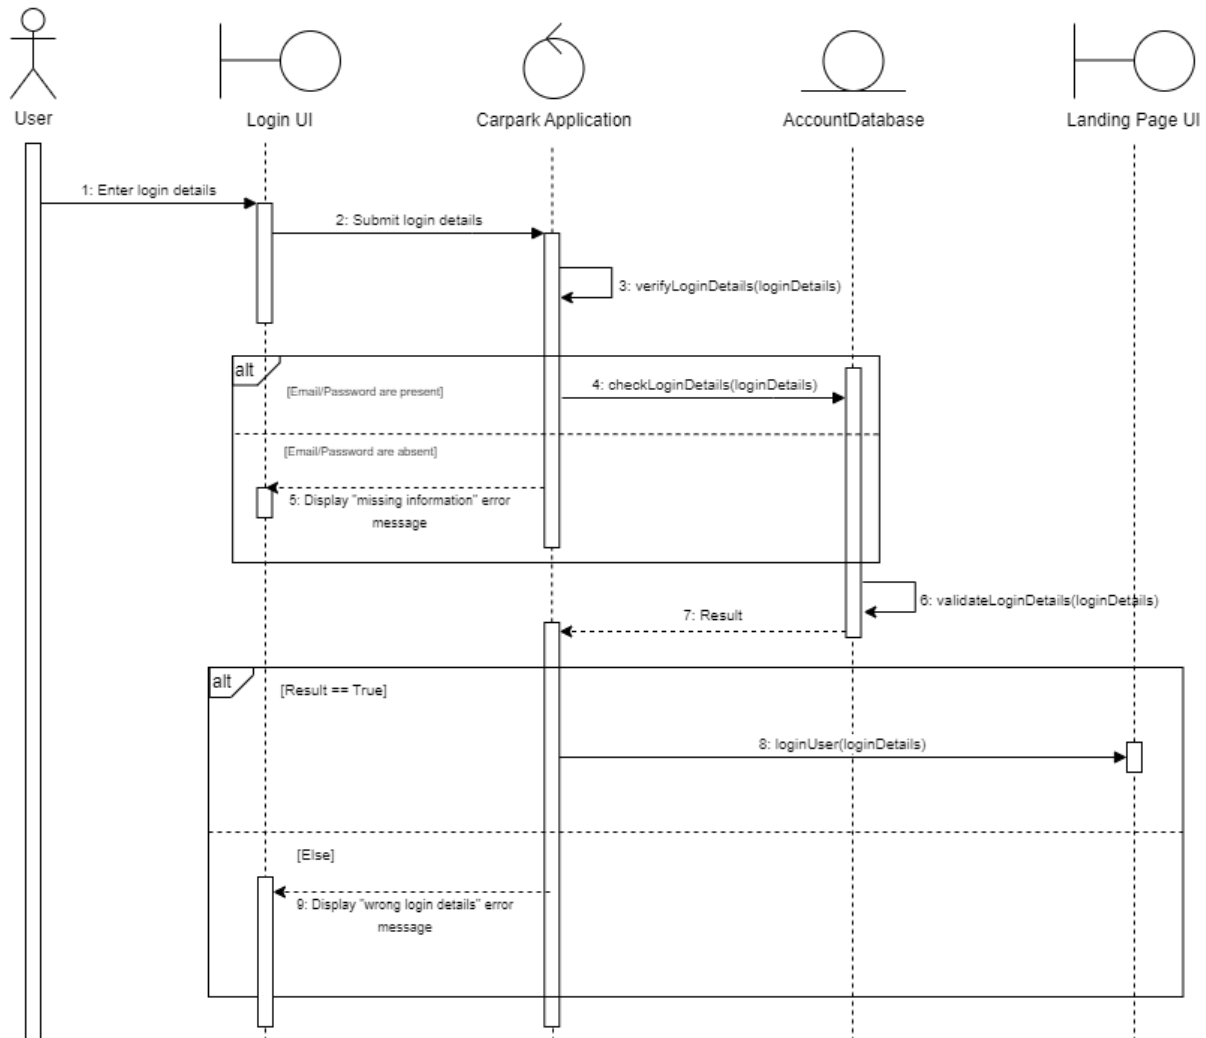 User
Login UI
Carpark Application
AccountDatabase
Landing Page UI
1: Enter login details
2: Submit login details
3: verifyLoginDetails(loginDetails)
alt
[Email/Password are present]
4: checkLoginDetails(loginDetails)
[Email/Password are absent]
5: Display "missing information" error
message
6: validateLoginDetails(loginDetails)
7: Result
alt
[Result == True]
8: loginUser(loginDetails)
[Else]
9: Display "wrong login details" error
message